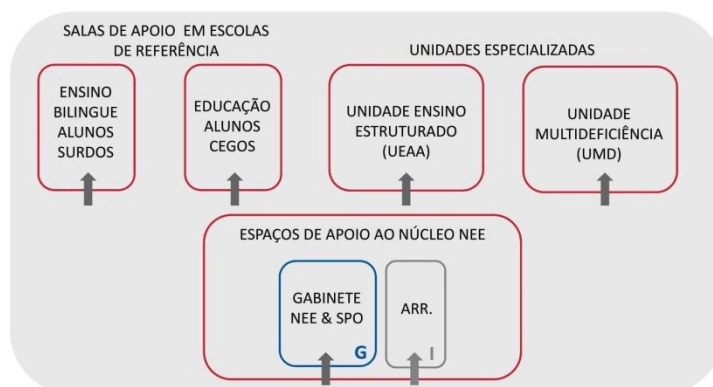 SALAS DE APOIO EM ESCOLAS
DE REFERÊNCIA
UNIDADES ESPECIALIZADAS
ENSINO
BILINGUE
ALUNOS
SURDOS
EDUCAÇÃO
ALUNOS
CEGOS
UNIDADE ENSINO
ESTRUTURADO
(UEAA)
UNIDADE
MULTIDEFICIÊNCIA
(UMD)
ESPAÇOS DE APOIO AO NÚCLEO NEE
GABINETE
NEE & SPO
G
ARR.
I